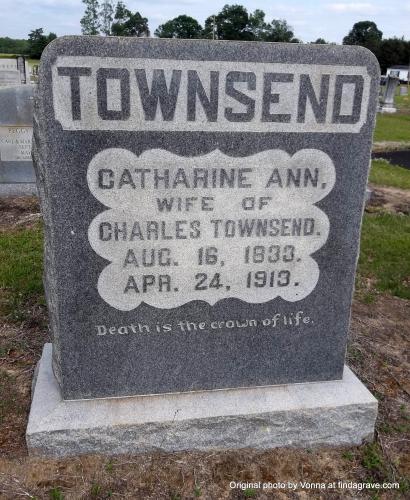 TOWNSEND
CATHARINE ANN,
WIFE OF
CHARLES TOWNSEND.
AUG. 16, 1833.
APR. 24, 1913.
Death is the crown of life.
PEGGY
Original photo by Vonna at findagrave.com